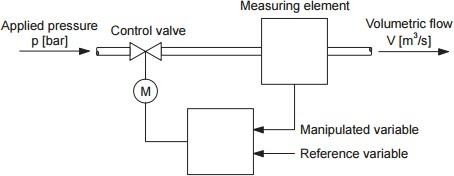 Measuring element
Applied pressure
p [bar]
Control valve
Volumetric flow
V [m³/s]
M
Manipulated variable
Reference variable